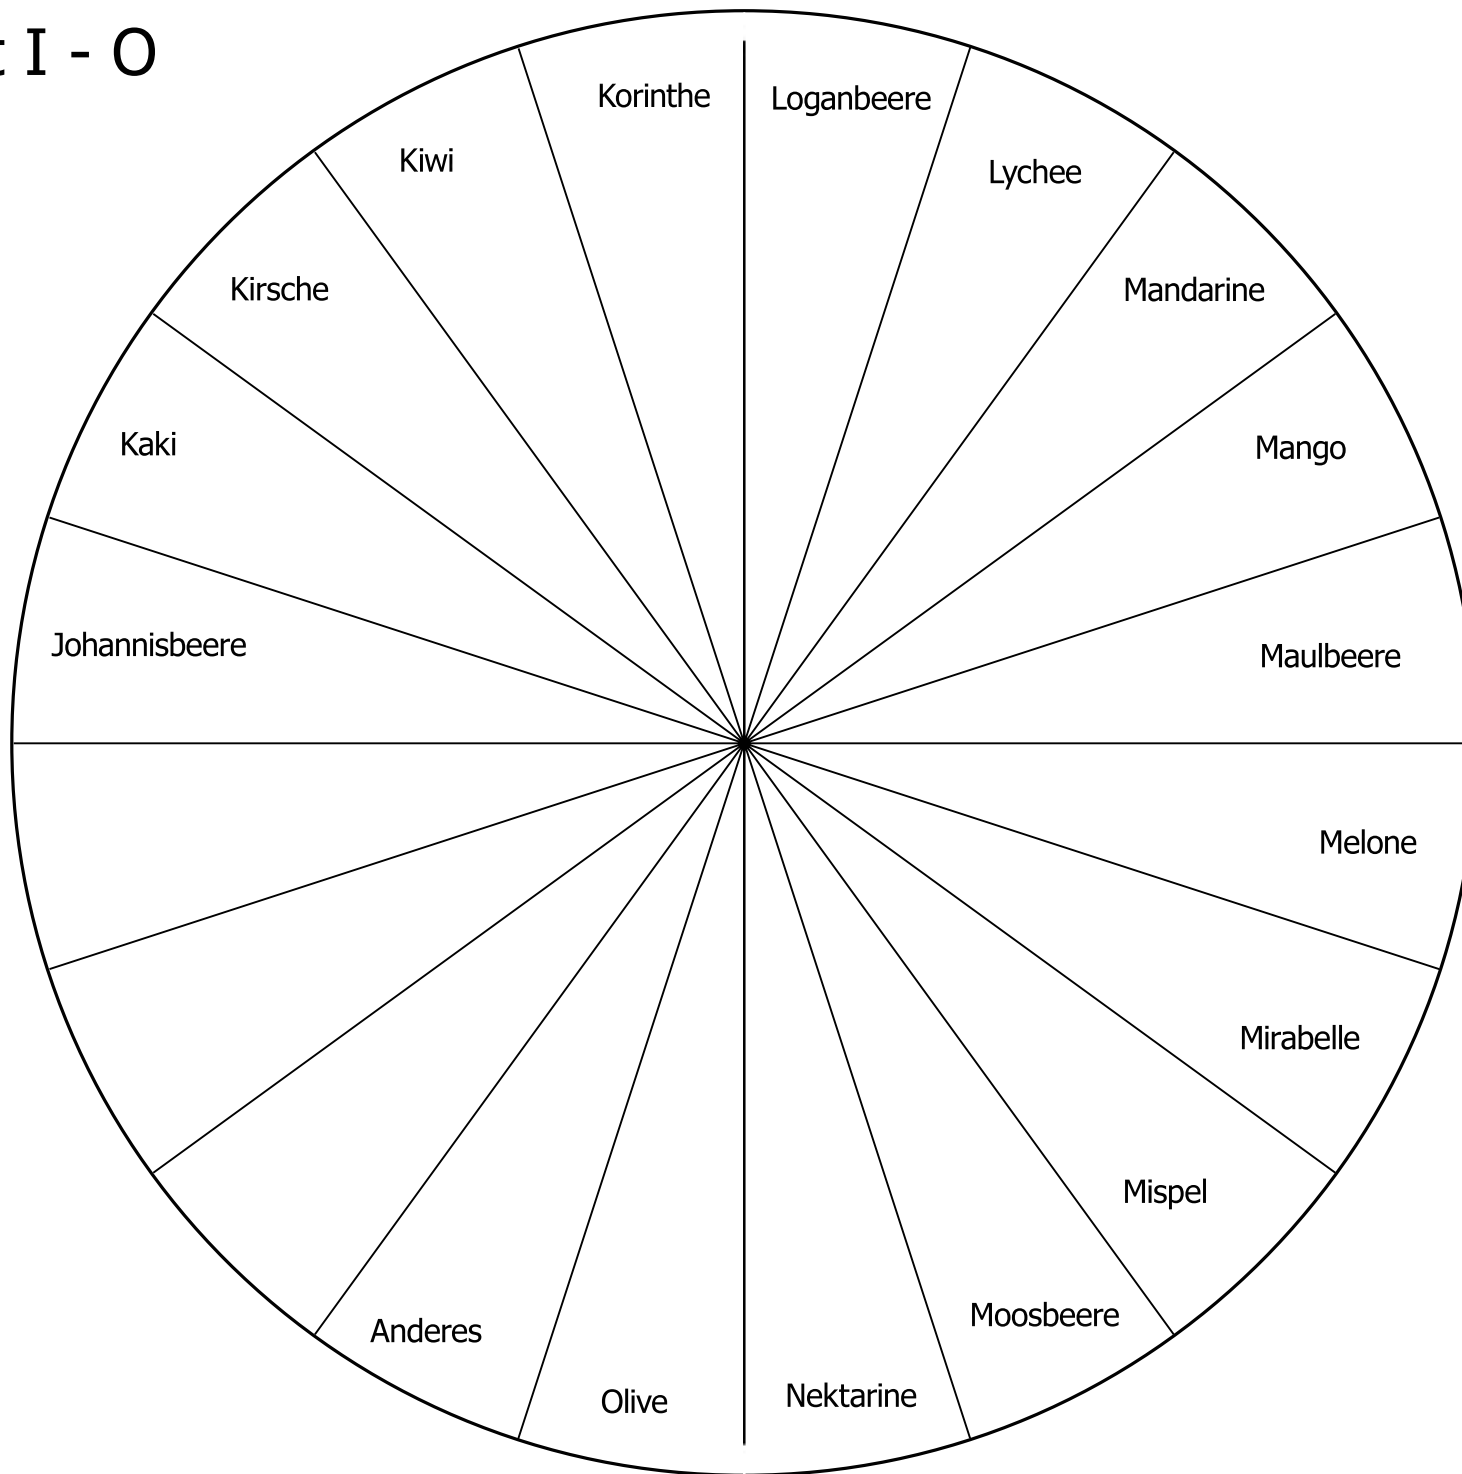 t I - O
Korinthe
Loganbeere
Kiwi
Lychee
Kirsche
Mandarine
Kaki
Mango
Johannisbeere
Maulbeere
Melone
Mirabelle
Mispel
Moosbeere
Anderes
Nektarine
Olive